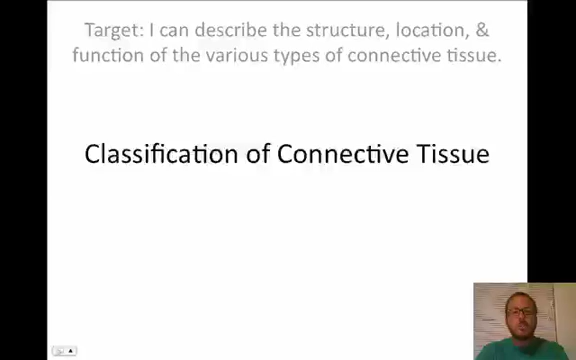 Target: I can describe the structure, location, &
function of the various types of connective tissue.
Classification of Connective Tissue